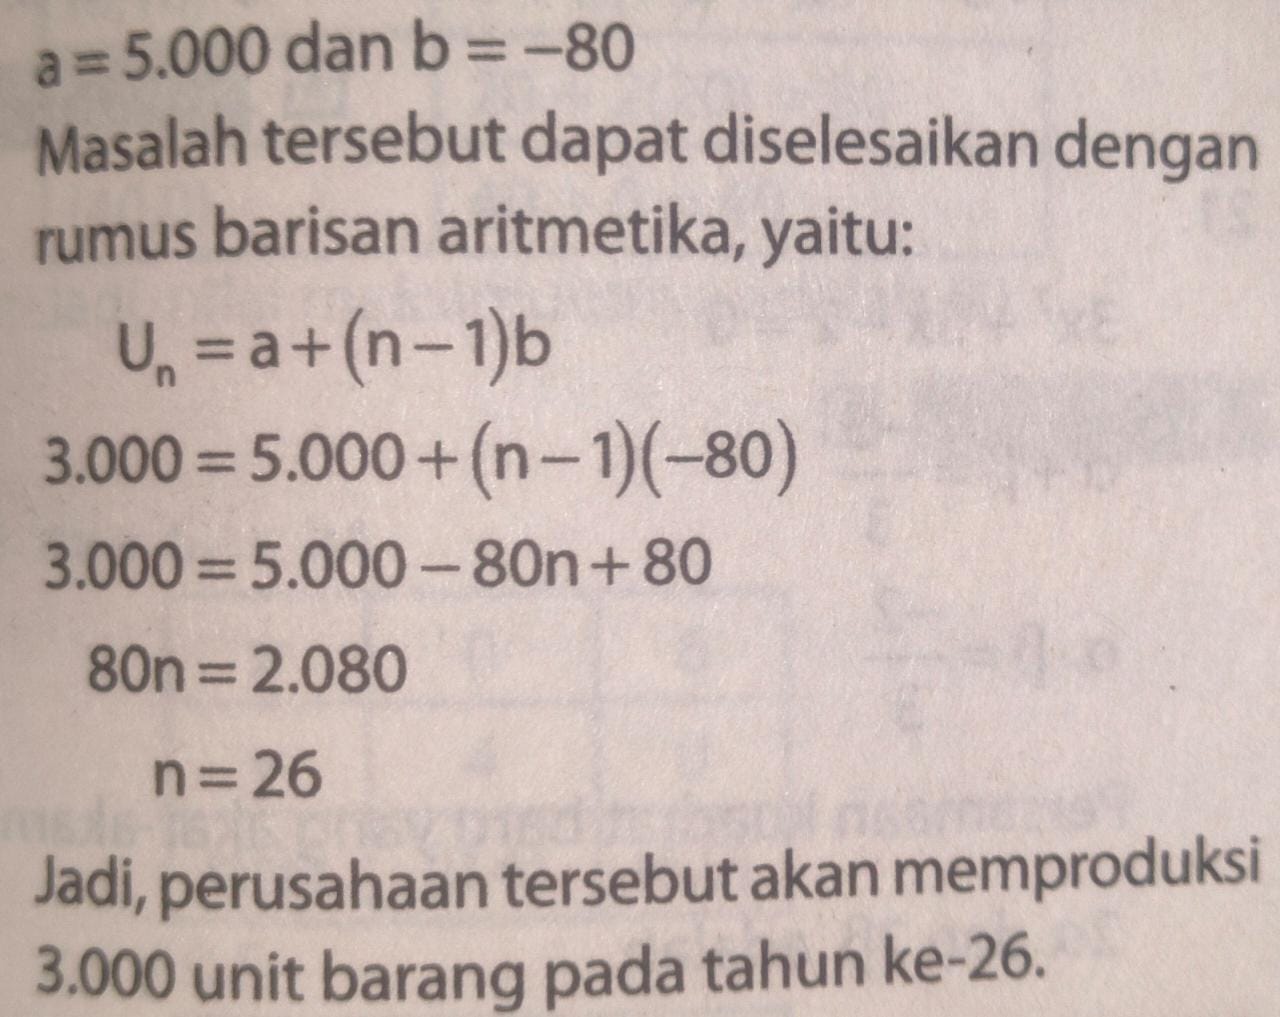 a = 5.000 dan b = –80
Masalah tersebut dapat diselesaikan dengan
rumus barisan aritmetika, yaitu:
Uₙ = a + (n – 1)b
3.000 = 5.000 + (n – 1)(–80)
3.000 = 5.000 – 80n + 80
80n = 2.080
n = 26
Jadi, perusahaan tersebut akan memproduksi
3.000 unit barang pada tahun ke-26.